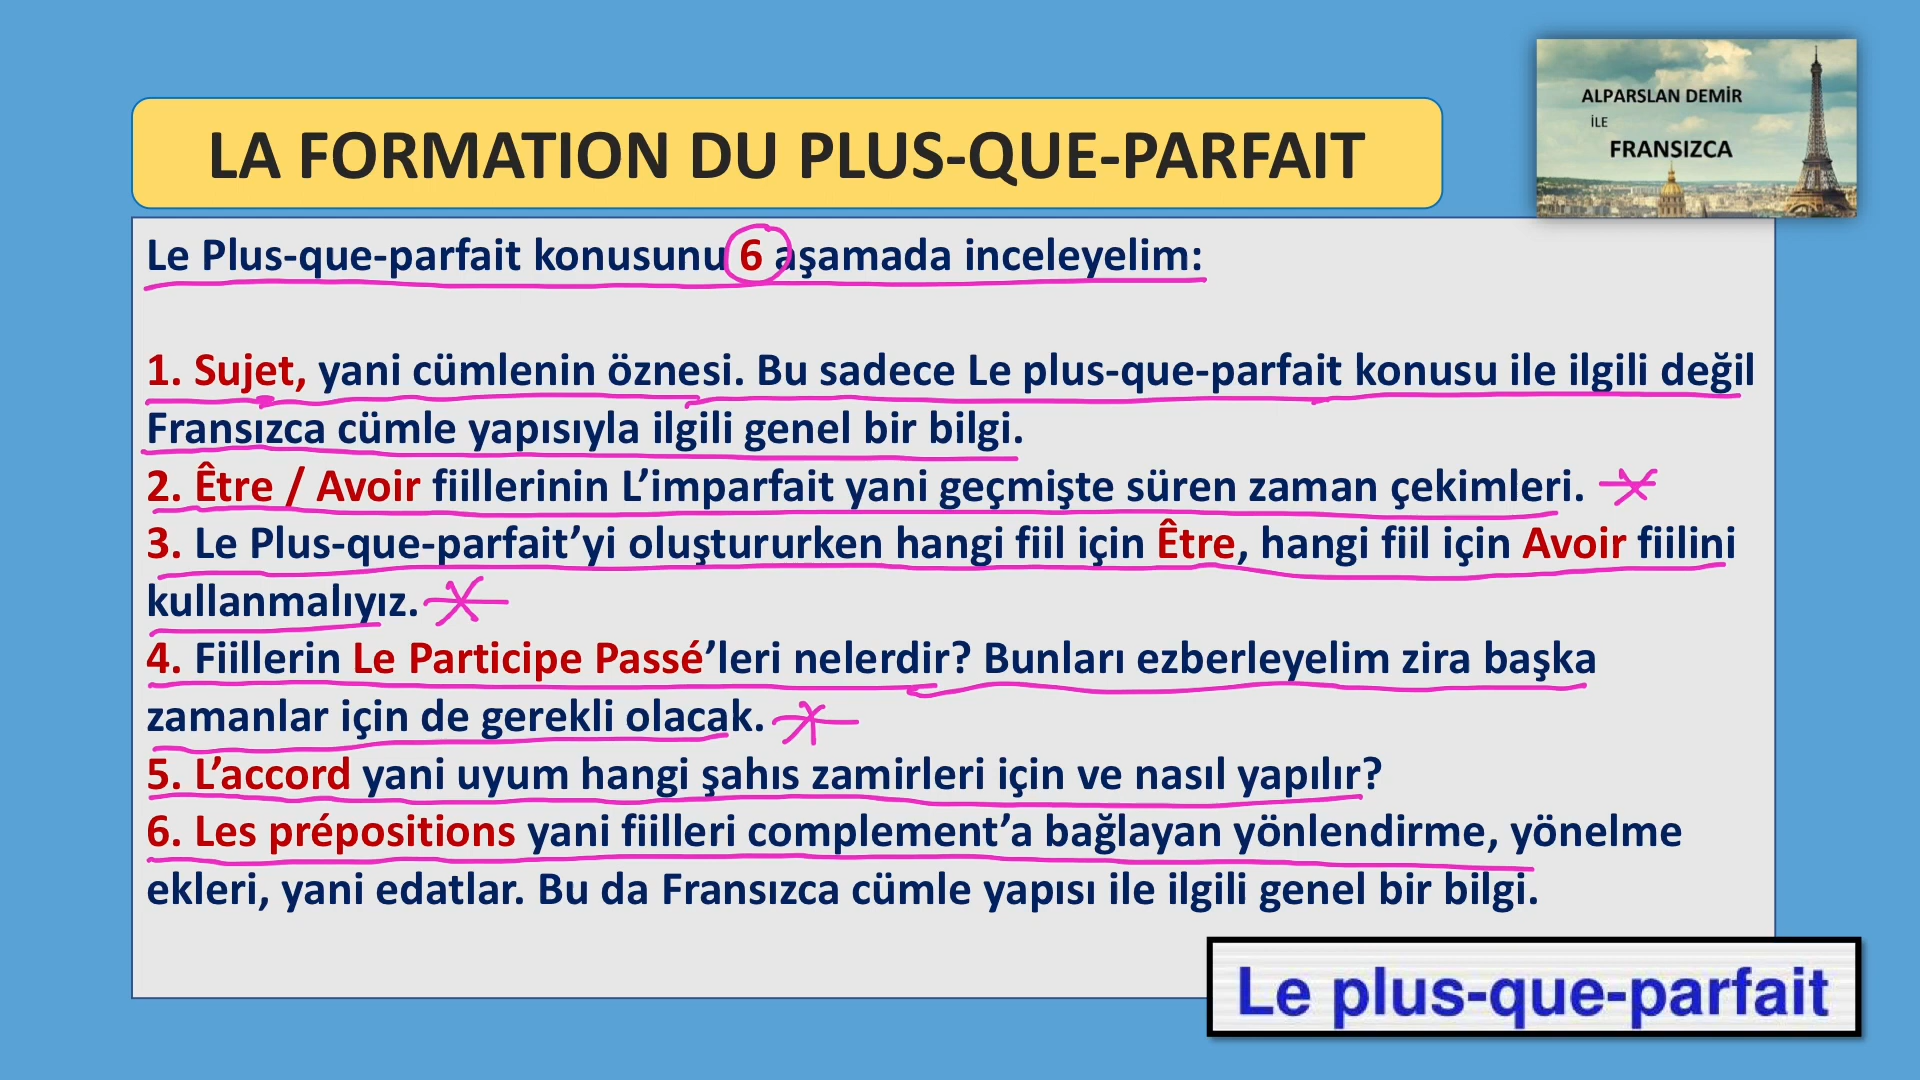 ALPARSLAN DEMİR
İLE
FRANSIZCA
LA FORMATION DU PLUS-QUE-PARFAIT
Le Plus-que-parfait konusunu 6 aşamada inceleyelim:
1. Sujet, yani cümlenin öznesi. Bu sadece Le plus-que-parfait konusu ile ilgili değil
Fransızca cümle yapısıyla ilgili genel bir bilgi.
2. Être / Avoir fiillerinin L’imparfait yani geçmişte süren zaman çekimleri.
3. Le Plus-que-parfait’yi oluştururken hangi fiil için Être, hangi fiil için Avoir fiilini
kullanmalıyız.
4. Fiillerin Le Participe Passé’leri nelerdir? Bunları ezberleyelim zira başka
zamanlar için de gerekli olacak.
5. L’accord yani uyum hangi şahıs zamirleri için ve nasıl yapılır?
6. Les prépositions yani fiilleri complement’a bağlayan yönlendirme, yönelme
ekleri, yani edatlar. Bu da Fransızca cümle yapısı ile ilgili genel bir bilgi.
Le plus-que-parfait